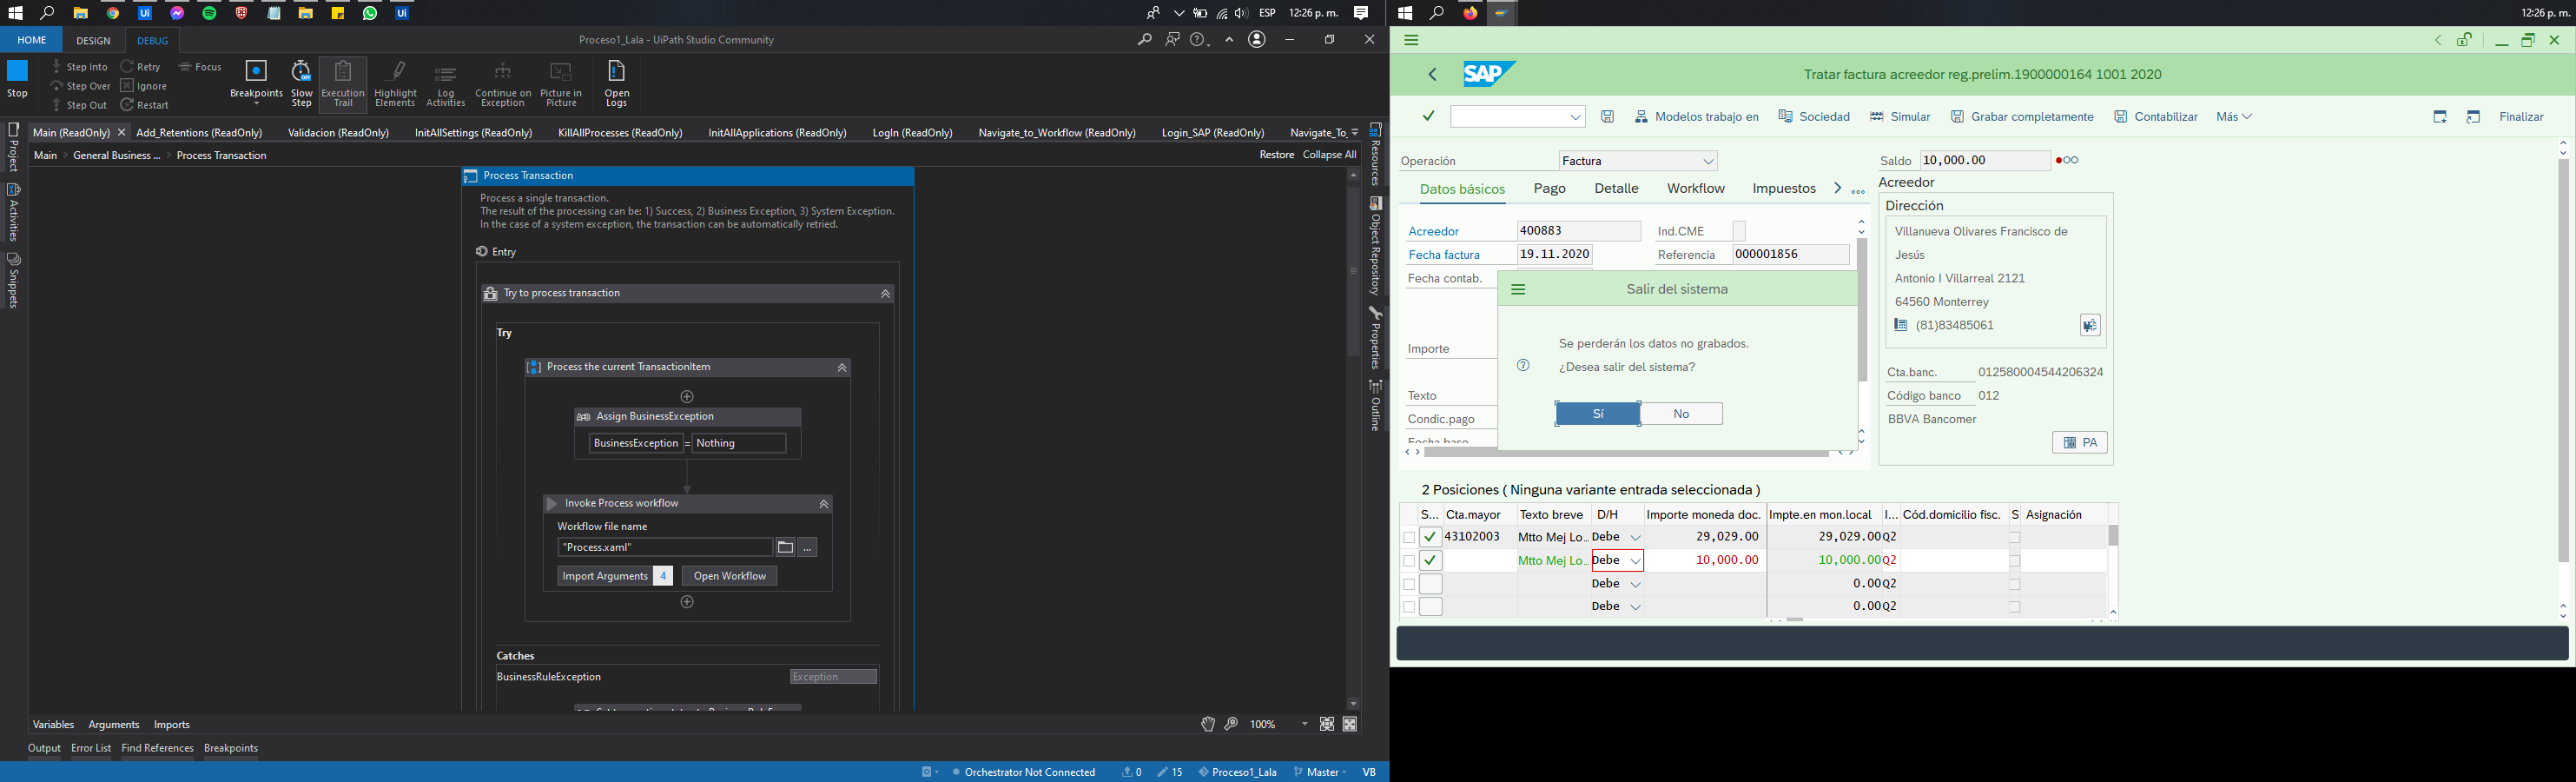 ESP
12:26 p. m.
HOME
DESIGN
DEBUG
Proceso1_Lala - UiPath Studio Community
Stop
Step Into
Step Over
Step Out
Retry
Ignore
Restart
Focus
Breakpoints
Slow Step
Execution Trail
Highlight Elements
Log Activities
Continue on Exception
Picture in Picture
Open Logs
Main (ReadOnly)
Add_Retentions (ReadOnly)
Validacion (ReadOnly)
InitAllSettings (ReadOnly)
KillAllProcesses (ReadOnly)
InitAllApplications (ReadOnly)
LogIn (ReadOnly)
Navigate_to_Workflow (ReadOnly)
Login_SAP (ReadOnly)
Navigate_To_
Main > General Business ... > Process Transaction
Restore
Collapse All
Project
Activities
Snippets
Process Transaction
Process a single transaction.
The result of the processing can be: 1) Success, 2) Business Exception, 3) System Exception.
In the case of a system exception, the transaction can be automatically retried.
Entry
Try to process transaction
Try
Process the current TransactionItem
Assign BusinessException
BusinessException = Nothing
Invoke Process workflow
Workflow file name
"Process.xaml"
...
Import Arguments 4
Open Workflow
Catches
BusinessRuleException
Exception
Resources
Object Repository
Properties
Outline
Variables
Arguments
Imports
100%
Output
Error List
Find References
Breakpoints
Orchestrator Not Connected
0
15
Proceso1_Lala
Master
VB
12:26 p. m.
SAP
Tratar factura acreedor reg.prelim.1900000164 1001 2020
Modelos trabajo en
Sociedad
Simular
Grabar completamente
Contabilizar
Más
Finalizar
Operación
Factura
Saldo
10,000.00
Datos básicos
Pago
Detalle
Workflow
Impuestos
Acreedor 400883
Ind.CME
Fecha factura 19.11.2020
Referencia 000001856
Fecha contab.
Importe
Texto
Condic.pago
Fecha base
Salir del sistema
Se perderán los datos no grabados.
¿Desea salir del sistema?
Sí
No
Acreedor
Dirección
Villanueva Olivares Francisco de
Jesús
Antonio I Villarreal 2121
64560 Monterrey
(81)83485061
Cta.banc. 012580004544206324
Código banco 012
BBVA Bancomer
PA
2 Posiciones ( Ninguna variante entrada seleccionada )
S... Cta.mayor Texto breve D/H Importe moneda doc. Impte.en mon.local I... Cód.domicilio fisc. S Asignación
43102003 Mtto Mej Lo... Debe 29,029.00 29,029.00 Q2
Mtto Mej Lo... Debe 10,000.00 10,000.00 Q2
Debe 0.00 Q2
Debe 0.00 Q2